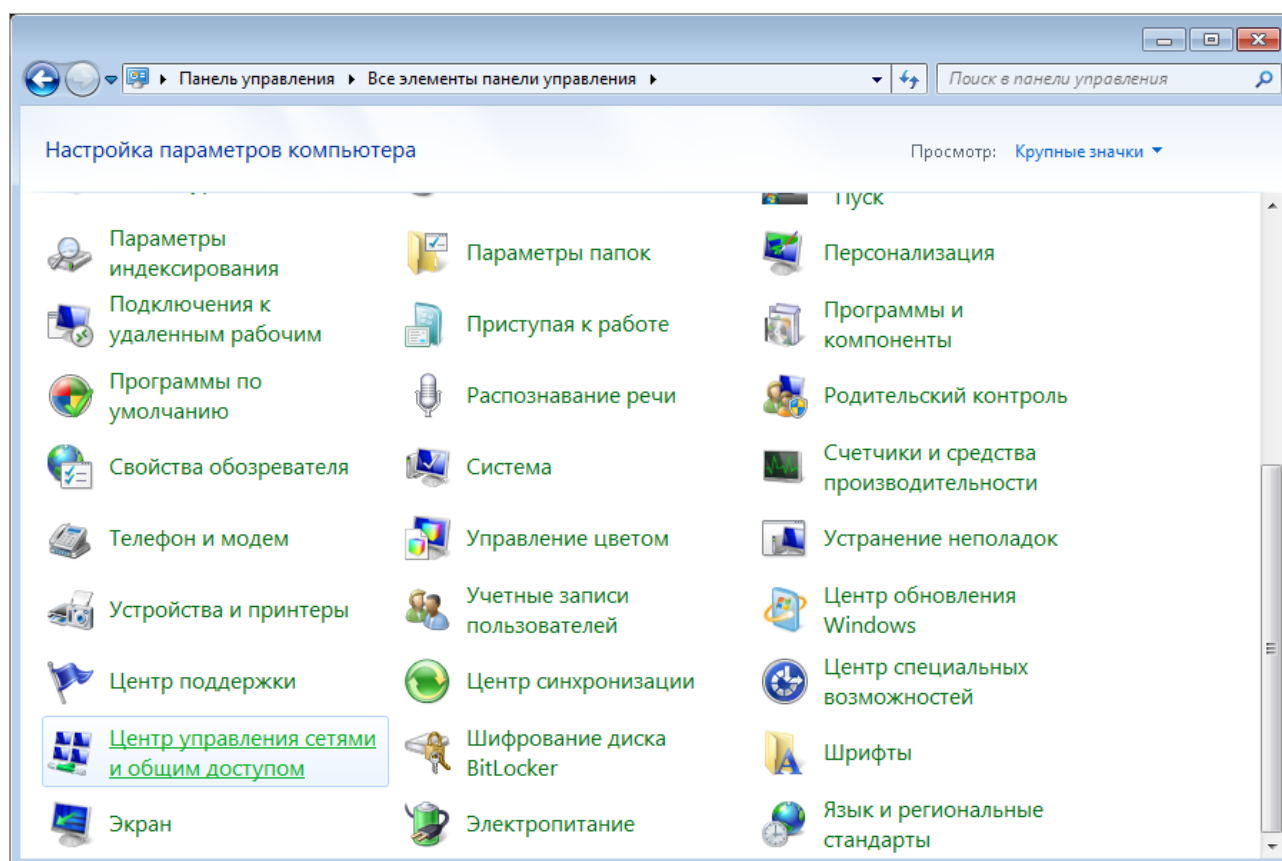 Панель управления
Все элементы панели управления
Поиск в панели управления
Настройка параметров компьютера
Просмотр:
Крупные значки
Пуск
Параметры
индексирования
Параметры папок
Персонализация
Подключения к
удаленным рабочим
Приступая к работе
Программы и
компоненты
Программы по
умолчанию
Распознавание речи
Родительский контроль
Свойства обозревателя
Система
Счетчики и средства
производительности
Телефон и модем
Управление цветом
Устранение неполадок
Устройства и принтеры
Учетные записи
пользователей
Центр обновления
Windows
Центр поддержки
Центр синхронизации
Центр специальных
возможностей
Центр управления сетями
и общим доступом
Шифрование диска
BitLocker
Шрифты
Экран
Электропитание
Язык и региональные
стандарты